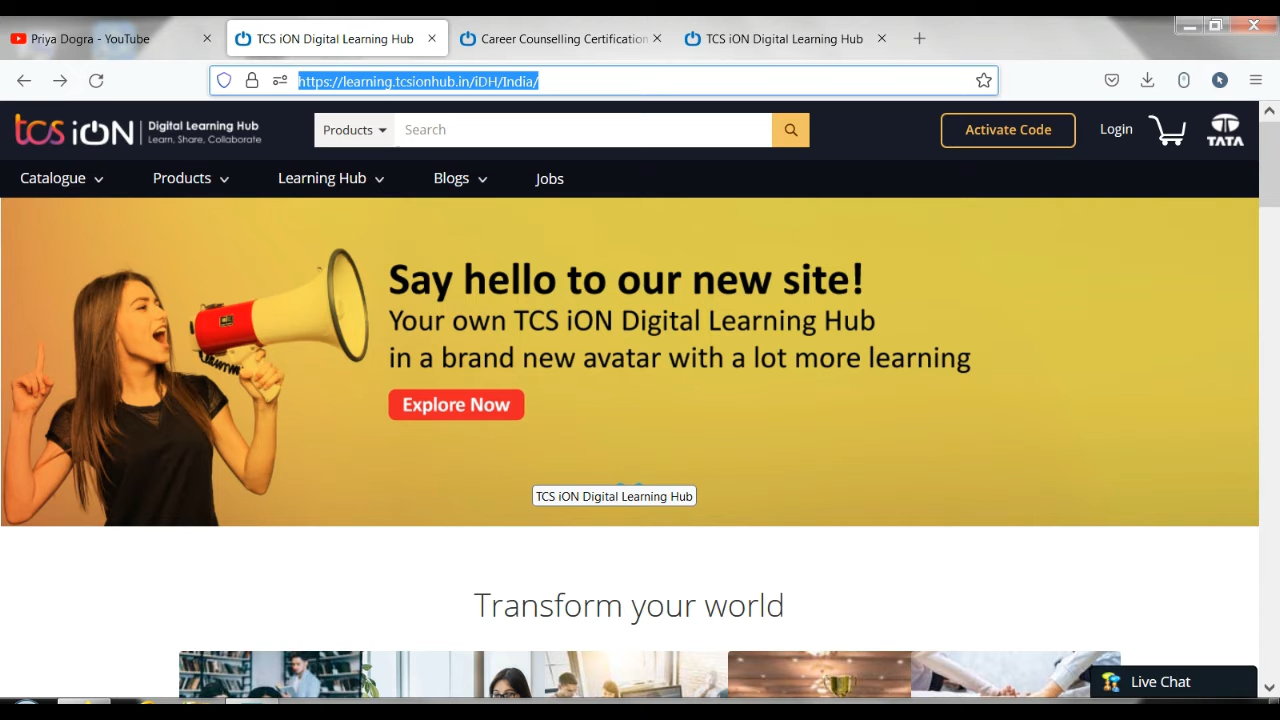 Priya Dogra - YouTube
TCS iON Digital Learning Hub
Career Counselling Certification
TCS iON Digital Learning Hub
https://learning.tcsionhub.in/iDH/India/
tcs iON
Digital Learning Hub
Learn. Share. Collaborate
Products
Search
Activate Code
Login
TATA
Catalogue
Products
Learning Hub
Blogs
Jobs
Say hello to our new site!
Your own TCS iON Digital Learning Hub
in a brand new avatar with a lot more learning
Explore Now
TCS iON Digital Learning Hub
Transform your world
Live Chat